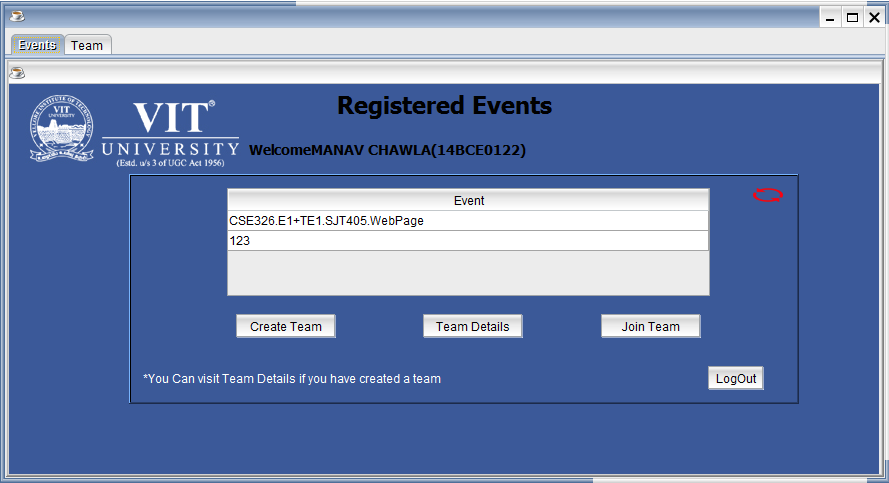 Events Team
VELLORE INSTITUTE OF TECHNOLOGY
VIT
UNIVERSITY
VIT®
UNIVERSITY
(Estd. u/s 3 of UGC Act 1956)
Registered Events
WelcomeMANAV CHAWLA(14BCE0122)
Event
CSE326.E1+TE1.SJT405.WebPage
123
Create Team Team Details Join Team
*You Can visit Team Details if you have created a team
LogOut